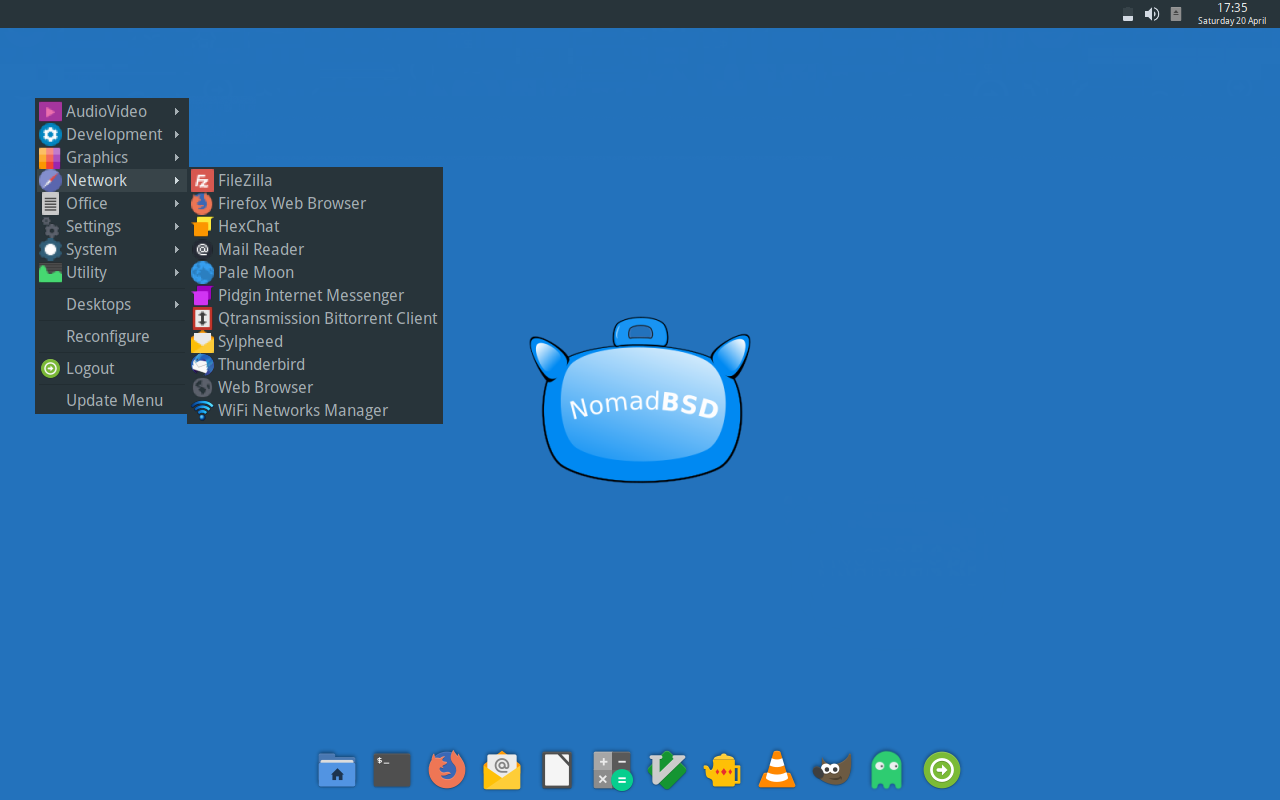 17:35
Saturday 20 April
AudioVideo
Development
Graphics
Network
Office
Settings
System
Utility
Desktops
Reconfigure
Logout
Update Menu
FileZilla
Firefox Web Browser
HexChat
Mail Reader
Pale Moon
Pidgin Internet Messenger
Qtransmission Bittorrent Client
Sylpheed
Thunderbird
Web Browser
WiFi Networks Manager
NomadBSD